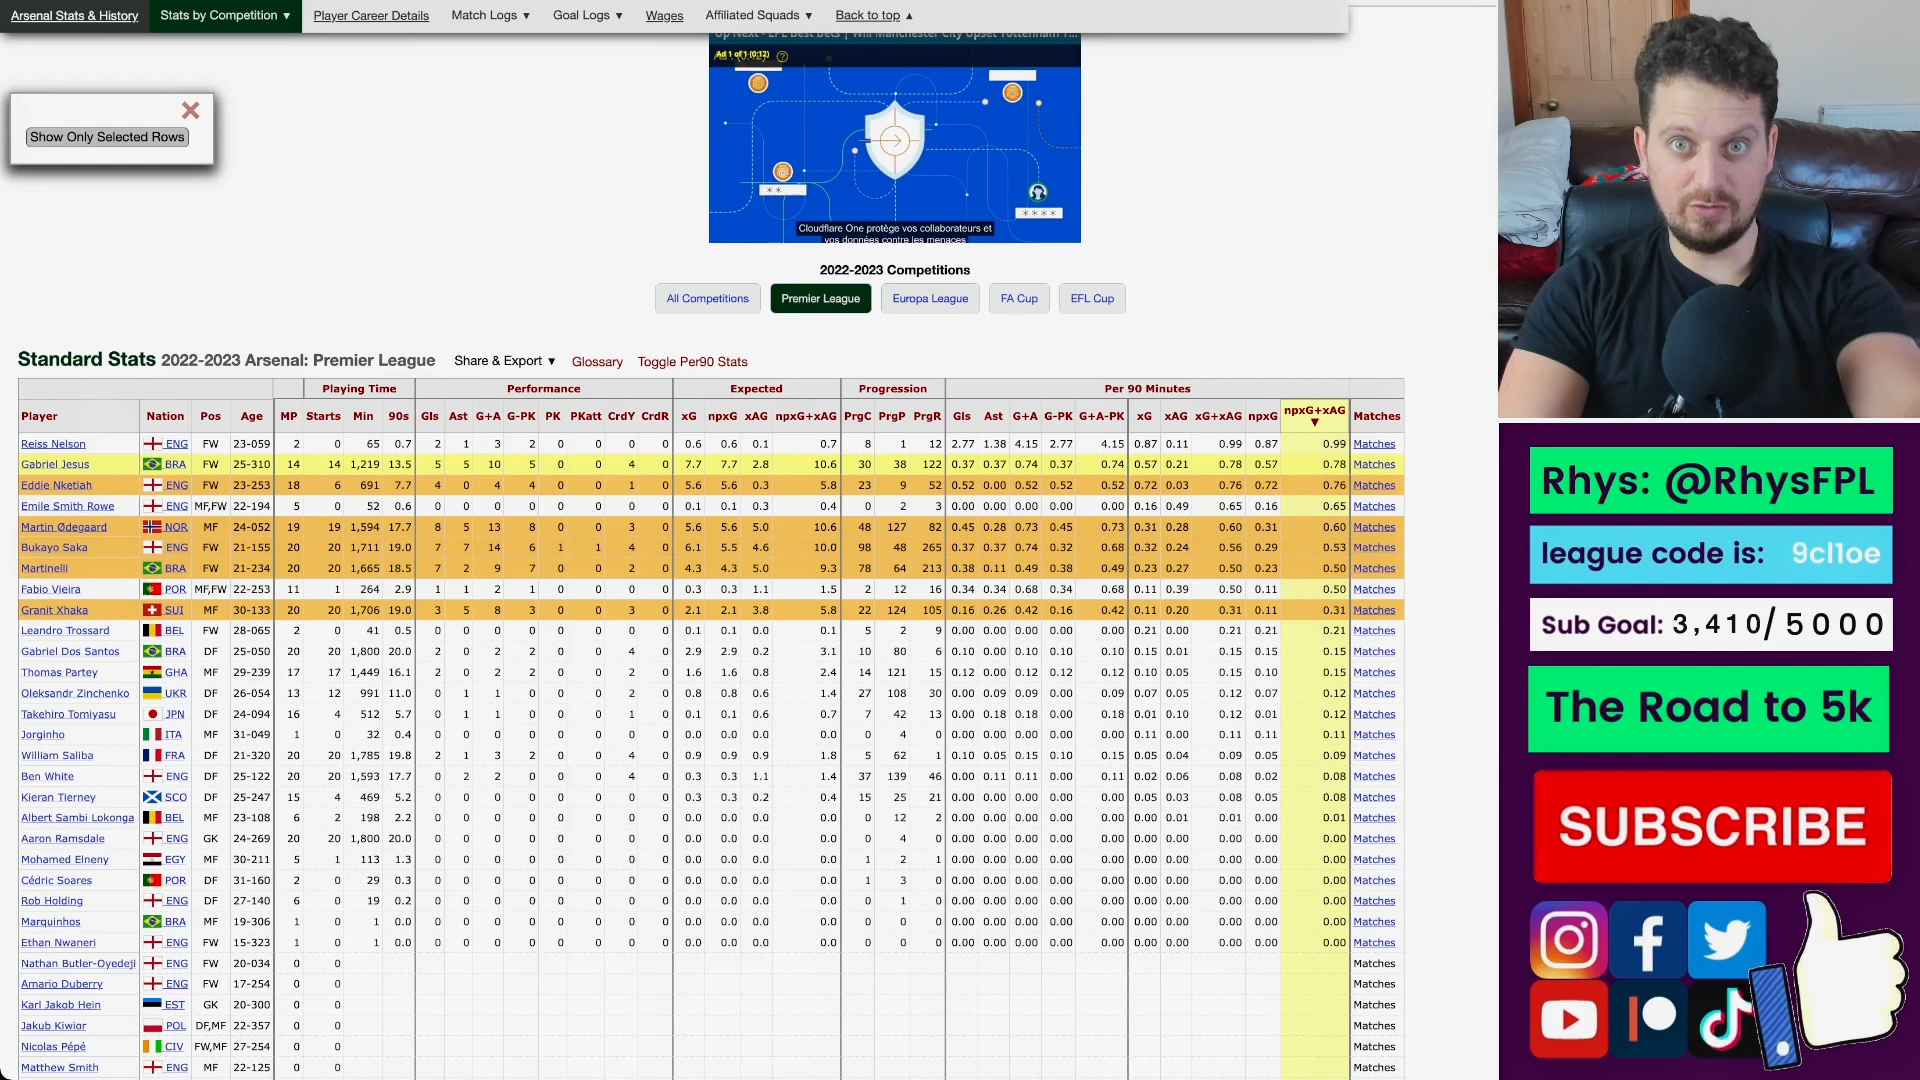 Arsenal Stats & History Stats by Competition ▼ Player Career Details Match Logs ▼ Goal Logs ▼ Wages Affiliated Squads ▼ Back to top ▲
Ad 1 of 1 (0:12)
Show Only Selected Rows
Cloudflare One protège vos collaborateurs et
vos données contre les menaces
2022-2023 Competitions
All Competitions Premier League Europa League FA Cup EFL Cup
Standard Stats 2022-2023 Arsenal: Premier League Share & Export ▼ Glossary Toggle Per90 Stats
Playing Time Performance Expected Progression Per 90 Minutes
Player Nation Pos Age MP Starts Min 90s Gls Ast G+A G-PK PK PKatt CrdY CrdR xG npxG xAG npxG+xAG PrgC PrgP PrgR Gls Ast G+A G-PK G+A-PK xG xAG xG+xAG npxG npxG+xAG ▼ Matches
Reiss Nelson ENG FW 23-059 2 0 65 0.7 2 1 3 2 0 0 0 0 0.6 0.6 0.1 0.7 8 1 12 2.77 1.38 4.15 2.77 4.15 0.87 0.11 0.99 0.87 0.99 Matches
Gabriel Jesus BRA FW 25-310 14 14 1,219 13.5 5 5 10 5 0 0 4 0 7.7 7.7 2.8 10.6 30 38 122 0.37 0.37 0.74 0.37 0.74 0.57 0.21 0.78 0.57 0.78 Matches
Eddie Nketiah ENG FW 23-253 18 6 691 7.7 4 0 4 4 0 0 1 0 5.6 5.6 0.3 5.8 23 9 52 0.52 0.00 0.52 0.52 0.52 0.72 0.03 0.76 0.72 0.76 Matches
Emile Smith Rowe ENG MF,FW 22-194 5 0 52 0.6 0 0 0 0 0 0 0 0 0.1 0.1 0.3 0.4 0 2 3 0.00 0.00 0.00 0.00 0.00 0.16 0.49 0.65 0.16 0.65 Matches
Martin Ødegaard NOR MF 24-052 19 19 1,594 17.7 8 5 13 8 0 0 3 0 5.6 5.6 5.0 10.6 48 127 82 0.45 0.28 0.73 0.45 0.73 0.31 0.28 0.60 0.31 0.60 Matches
Bukayo Saka ENG FW 21-155 20 20 1,711 19.0 7 7 14 6 1 1 4 0 6.1 5.5 4.6 10.0 98 48 265 0.37 0.37 0.74 0.32 0.68 0.32 0.24 0.56 0.29 0.53 Matches
Martinelli BRA FW 21-234 20 20 1,665 18.5 7 2 9 7 0 0 2 0 4.3 4.3 5.0 9.3 78 64 213 0.38 0.11 0.49 0.38 0.49 0.23 0.27 0.50 0.23 0.50 Matches
Fabio Vieira POR MF,FW 22-253 11 1 264 2.9 1 1 2 1 0 0 0 0 0.3 0.3 1.1 1.5 2 12 16 0.34 0.34 0.68 0.34 0.68 0.11 0.39 0.50 0.11 0.50 Matches
Granit Xhaka SUI MF 30-133 20 20 1,706 19.0 3 5 8 3 0 0 3 0 2.1 2.1 3.8 5.8 22 124 105 0.16 0.26 0.42 0.16 0.42 0.11 0.20 0.31 0.11 0.31 Matches
Leandro Trossard BEL FW 28-065 2 0 41 0.5 0 0 0 0 0 0 0 0 0.1 0.1 0.0 0.1 5 2 9 0.00 0.00 0.00 0.00 0.00 0.21 0.00 0.21 0.21 0.21 Matches
Gabriel Dos Santos BRA DF 25-050 20 20 1,800 20.0 2 0 2 2 0 0 4 0 2.9 2.9 0.2 3.1 10 80 6 0.10 0.00 0.10 0.10 0.10 0.15 0.01 0.15 0.15 0.15 Matches
Thomas Partey GHA MF 29-239 17 17 1,449 16.1 2 0 2 2 0 0 2 0 1.6 1.6 0.8 2.4 14 121 15 0.12 0.00 0.12 0.12 0.12 0.10 0.05 0.15 0.10 0.15 Matches
Oleksandr Zinchenko UKR DF 26-054 13 12 991 11.0 0 1 1 0 0 0 2 0 0.8 0.8 0.6 1.4 27 108 30 0.00 0.09 0.09 0.00 0.09 0.07 0.05 0.12 0.07 0.12 Matches
Takehiro Tomiyasu JPN DF 24-094 16 4 512 5.7 0 1 1 0 0 0 1 0 0.1 0.1 0.6 0.7 7 42 13 0.00 0.18 0.18 0.00 0.18 0.01 0.10 0.12 0.01 0.12 Matches
Jorginho ITA MF 31-049 1 0 32 0.4 0 0 0 0 0 0 0 0 0.0 0.0 0.0 0.0 0 4 0 0.00 0.00 0.00 0.00 0.00 0.11 0.00 0.11 0.11 0.11 Matches
William Saliba FRA DF 21-320 20 20 1,785 19.8 2 1 3 2 0 0 4 0 0.9 0.9 0.9 1.8 5 62 1 0.10 0.05 0.15 0.10 0.15 0.05 0.04 0.09 0.05 0.09 Matches
Ben White ENG DF 25-122 20 20 1,593 17.7 0 2 2 0 0 0 4 0 0.3 0.3 1.1 1.4 37 139 46 0.00 0.11 0.11 0.00 0.11 0.02 0.06 0.08 0.02 0.08 Matches
Kieran Tierney SCO DF 25-247 15 4 469 5.2 0 0 0 0 0 0 0 0 0.3 0.3 0.2 0.4 15 25 21 0.00 0.00 0.00 0.00 0.00 0.05 0.03 0.08 0.05 0.08 Matches
Albert Sambi Lokonga BEL MF 23-108 6 2 198 2.2 0 0 0 0 0 0 0 0 0.0 0.0 0.0 0.0 0 12 2 0.00 0.00 0.00 0.00 0.00 0.00 0.01 0.01 0.00 0.01 Matches
Aaron Ramsdale ENG GK 24-269 20 20 1,800 20.0 0 0 0 0 0 0 1 0 0.0 0.0 0.0 0.0 0 4 0 0.00 0.00 0.00 0.00 0.00 0.00 0.00 0.00 0.00 0.00 Matches
Mohamed Elneny EGY MF 30-211 5 1 113 1.3 0 0 0 0 0 0 0 0 0.0 0.0 0.0 0.0 1 2 1 0.00 0.00 0.00 0.00 0.00 0.00 0.00 0.00 0.00 0.00 Matches
Cédric Soares POR DF 31-160 2 0 29 0.3 0 0 0 0 0 0 0 0 0.0 0.0 0.0 0.0 1 3 0 0.00 0.00 0.00 0.00 0.00 0.00 0.00 0.00 0.00 0.00 Matches
Rob Holding ENG DF 27-140 6 0 19 0.2 0 0 0 0 0 0 0 0 0.0 0.0 0.0 0.0 0 1 0 0.00 0.00 0.00 0.00 0.00 0.00 0.00 0.00 0.00 0.00 Matches
Marquinhos BRA MF 19-306 1 0 1 0.0 0 0 0 0 0 0 0 0 0.0 0.0 0.0 0.0 0 0 0 0.00 0.00 0.00 0.00 0.00 0.00 0.00 0.00 0.00 0.00 Matches
Ethan Nwaneri ENG FW 15-323 1 0 1 0.0 0 0 0 0 0 0 0 0 0.0 0.0 0.0 0.0 0 0 0 0.00 0.00 0.00 0.00 0.00 0.00 0.00 0.00 0.00 0.00 Matches
Nathan Butler-Oyedeji ENG FW 20-034 0 0 Matches
Amario Duberry ENG FW 17-254 0 0 Matches
Karl Jakob Hein EST GK 20-300 0 0 Matches
Jakub Kiwior POL DF,MF 22-357 0 0 Matches
Nicolas Pépé CIV FW,MF 27-254 0 0 Matches
Matthew Smith ENG MF 22-125 0 0 Matches
Rhys: @RhysFPL
league code is: 9cl1oe
Sub Goal: 3,410/5000
The Road to 5k
SUBSCRIBE